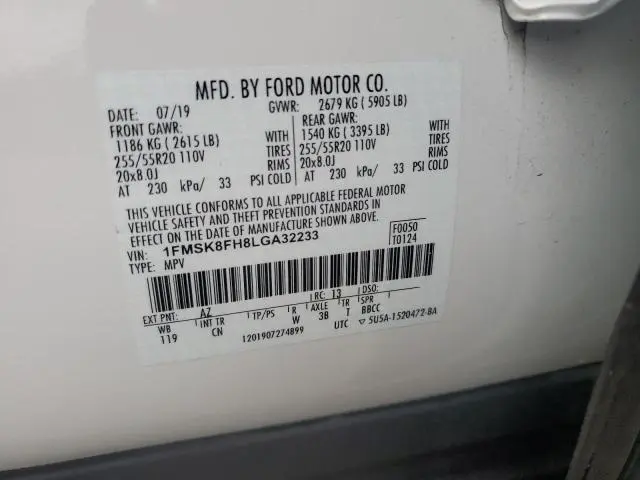 MFD. BY FORD MOTOR CO.
DATE: 07/19 GVWR: 2679 KG ( 5905 LB)
FRONT GAWR: REAR GAWR:
1186 KG ( 2615 LB) WITH 1540 KG ( 3395 LB) WITH
255/55R20 110V TIRES 255/55R20 110V TIRES
20x8.0J RIMS 20x8.0J RIMS
AT 230 kPa/ 33 PSI COLD AT 230 kPa/ 33 PSI COLD
THIS VEHICLE CONFORMS TO ALL APPLICABLE FEDERAL MOTOR
VEHICLE SAFETY AND THEFT PREVENTION STANDARDS IN
EFFECT ON THE DATE OF MANUFACTURE SHOWN ABOVE.
VIN: 1FMSK8FH8LGA32233 F0050
TYPE: MPV T0124
EXT PNT: AZ RC: 13 DSO:
WB INT TR TP/PS R AXLE TR SPR
119 CN W 3B T BBCC
1201907274899 UTC ▽ 5U5A-1520472-BA